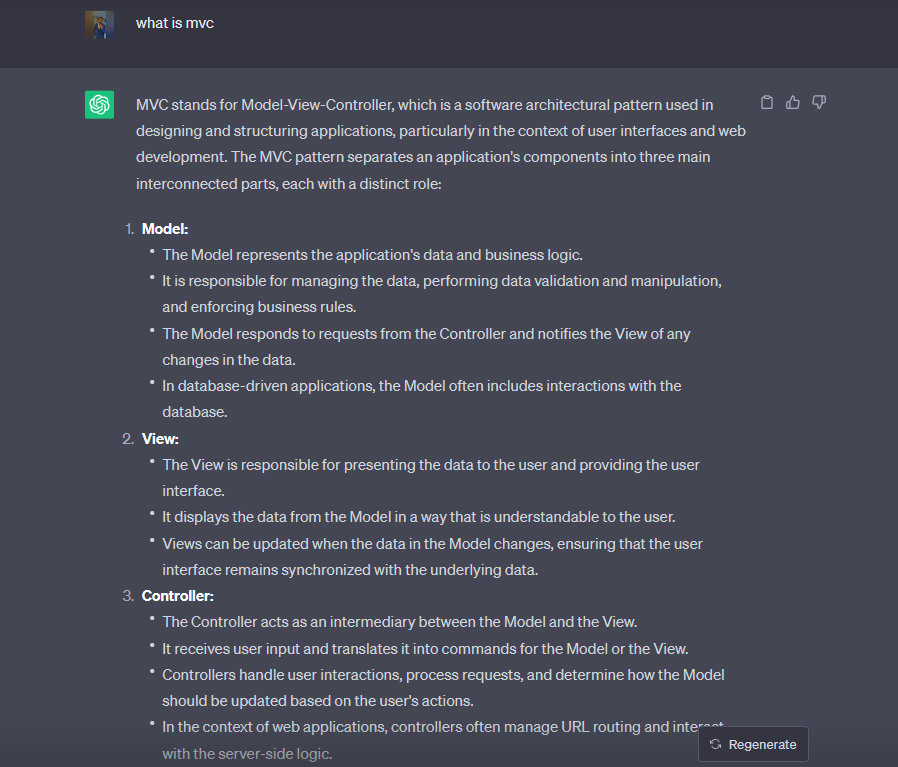 what is mvc
MVC stands for Model-View-Controller, which is a software architectural pattern used in
designing and structuring applications, particularly in the context of user interfaces and web
development. The MVC pattern separates an application's components into three main
interconnected parts, each with a distinct role:
1. Model:
• The Model represents the application's data and business logic.
• It is responsible for managing the data, performing data validation and manipulation,
and enforcing business rules.
• The Model responds to requests from the Controller and notifies the View of any
changes in the data.
• In database-driven applications, the Model often includes interactions with the
database.
2. View:
• The View is responsible for presenting the data to the user and providing the user
interface.
• It displays the data from the Model in a way that is understandable to the user.
• Views can be updated when the data in the Model changes, ensuring that the user
interface remains synchronized with the underlying data.
3. Controller:
• The Controller acts as an intermediary between the Model and the View.
• It receives user input and translates it into commands for the Model or the View.
• Controllers handle user interactions, process requests, and determine how the Model
should be updated based on the user's actions.
• In the context of web applications, controllers often manage URL routing and interact
with the server-side logic.
Regenerate